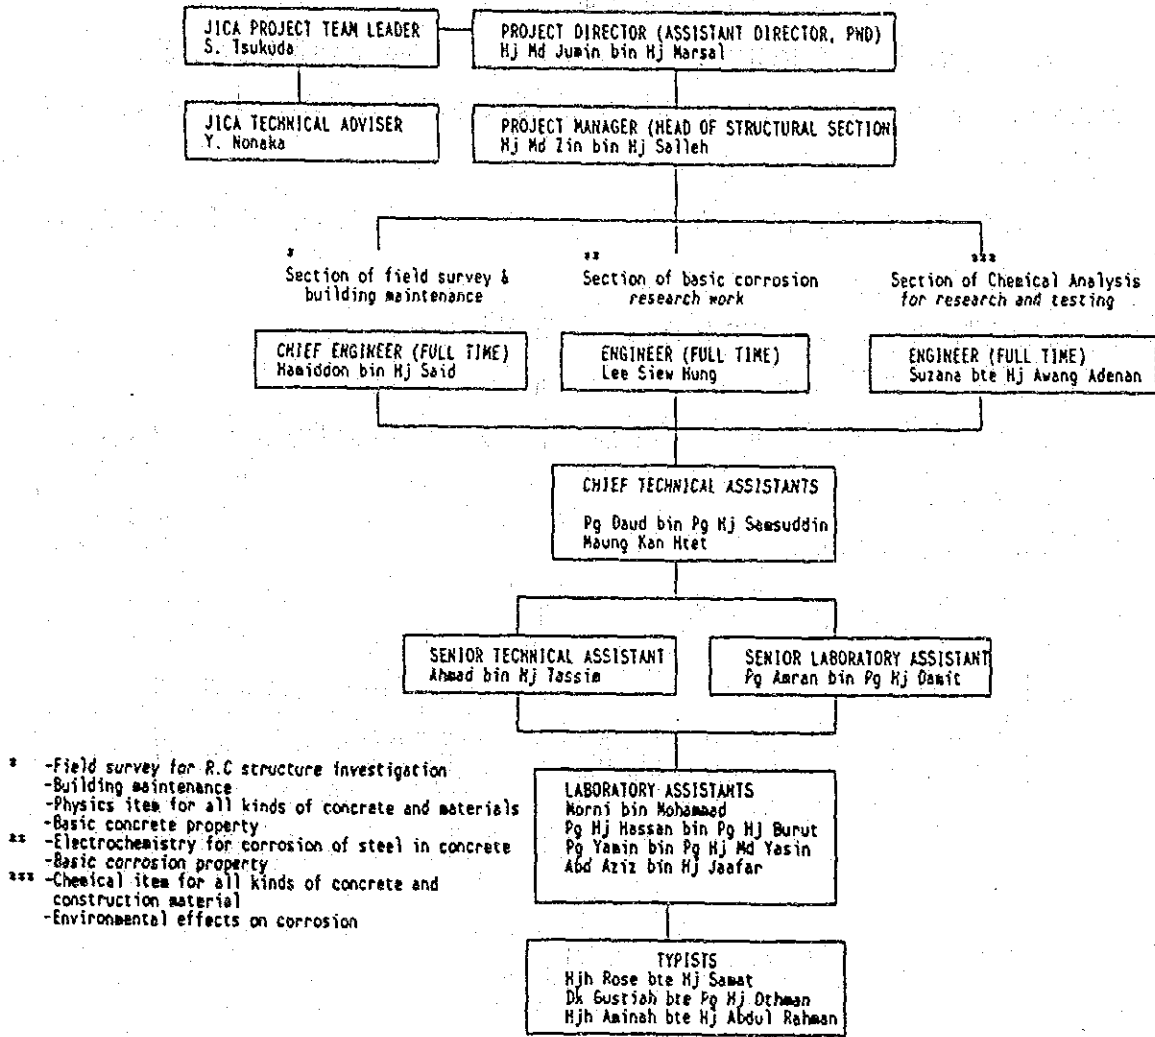 JICA PROJECT TEAM LEADER
S. Tsukuda
PROJECT DIRECTOR (ASSISTANT DIRECTOR, PWD)
Hj Md Jumin bin Hj Marsal
JICA TECHNICAL ADVISER
Y. Nonaka
PROJECT MANAGER (HEAD OF STRUCTURAL SECTION
Hj Md Zin bin Hj Salleh
*
Section of field survey &
building maintenance
**
Section of basic corrosion
research work
***
Section of Chemical Analysis
for research and testing
CHIEF ENGINEER (FULL TIME)
Hamiddon bin Hj Said
ENGINEER (FULL TIME)
Lee Siew Hung
ENGINEER (FULL TIME)
Suzana bte Hj Awang Adenan
CHIEF TECHNICAL ASSISTANTS
Pg Daud bin Pg Hj Samsuddin
Maung Kan Htet
SENIOR TECHNICAL ASSISTANT
Ahmad bin Hj Tassim
SENIOR LABORATORY ASSISTANT
Pg Amran bin Pg Hj Damit
* -Field survey for R.C structure investigation
-Building maintenance
-Physics item for all kinds of concrete and materials
-Basic concrete property
** -Electrochemistry for corrosion of steel in concrete
-Basic corrosion property
*** -Chemical item for all kinds of concrete and
construction material
-Environmental effects on corrosion
LABORATORY ASSISTANTS
Morni bin Mohammad
Pg Hj Hassan bin Pg Hj Burut
Pg Yamin bin Pg Hj Md Yasin
Abd Aziz bin Hj Jaafar
TYPISTS
Hjh Rose bte Hj Samat
Dk Gustiah bte Pg Hj Othman
Hjh Aminah bte Hj Abdul Rahman